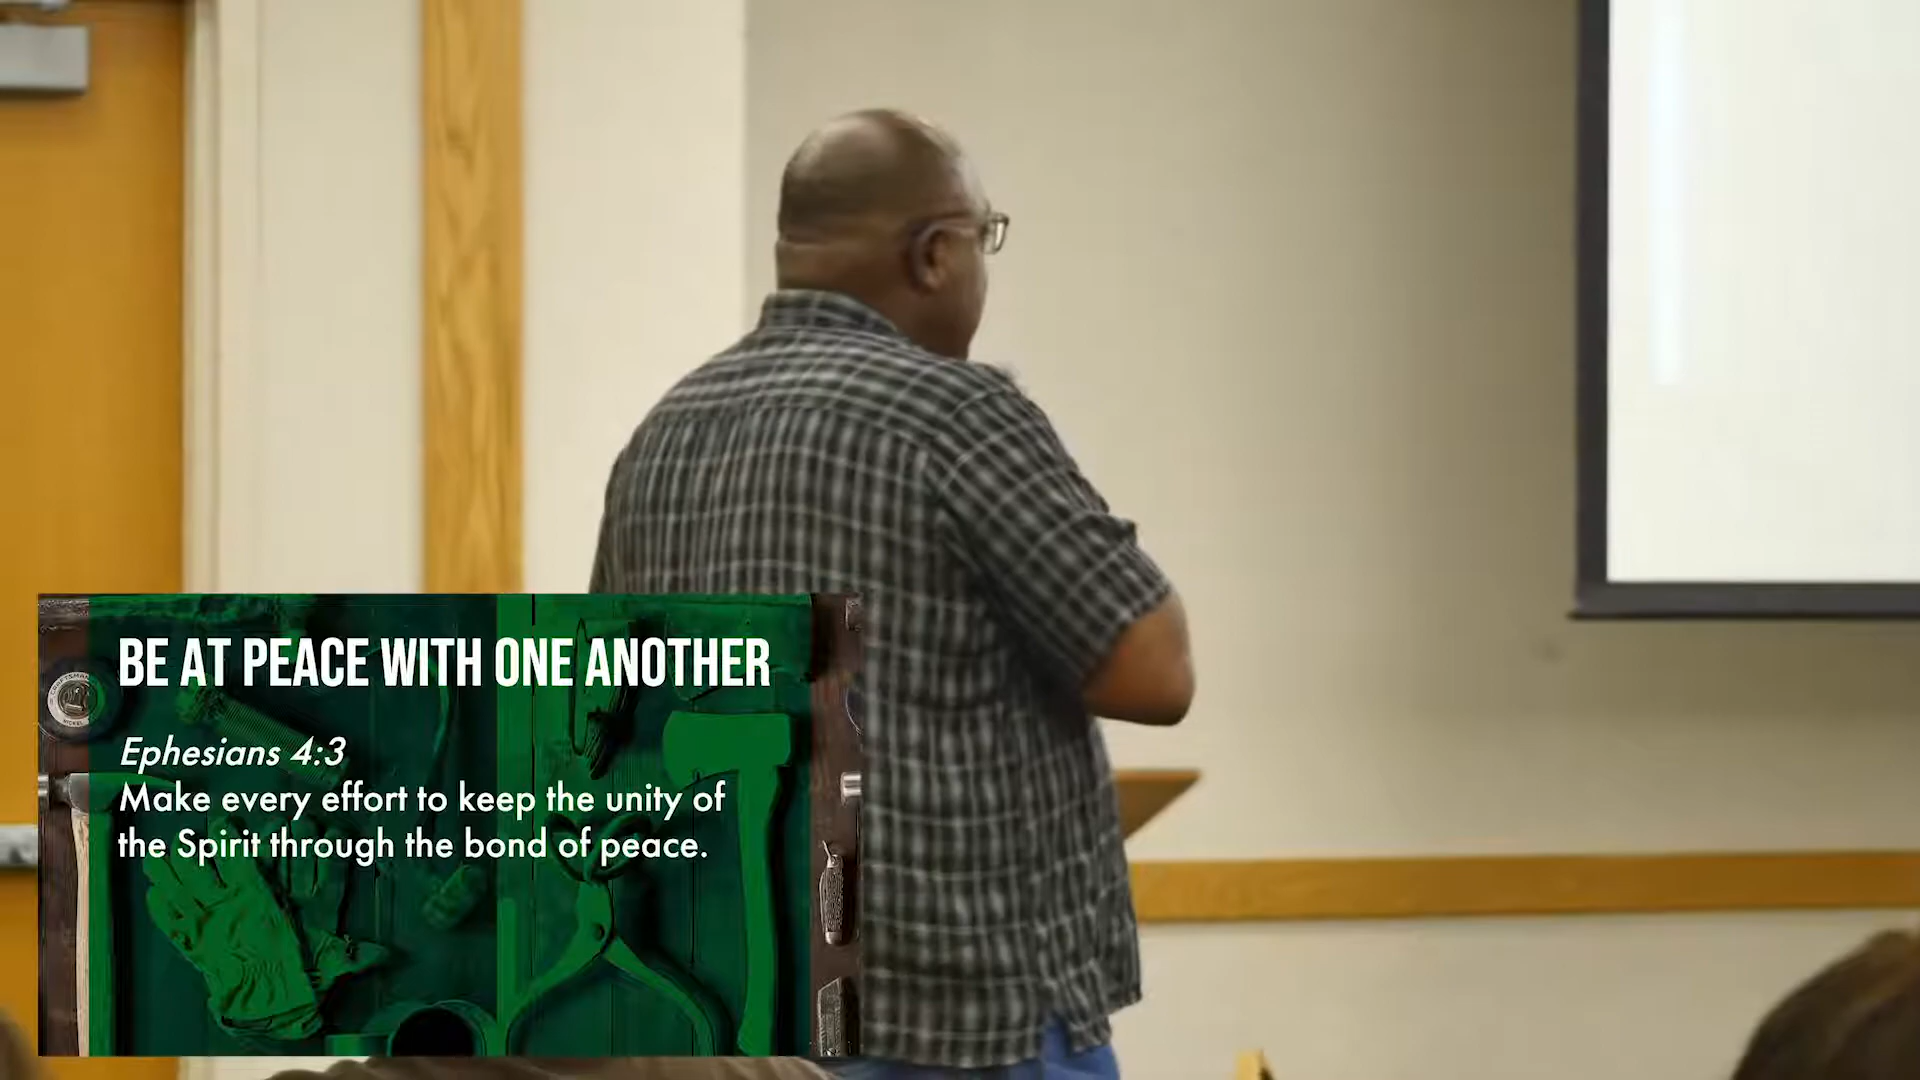 BE AT PEACE WITH ONE ANOTHER
Ephesians 4:3
Make every effort to keep the unity of
the Spirit through the bond of peace.